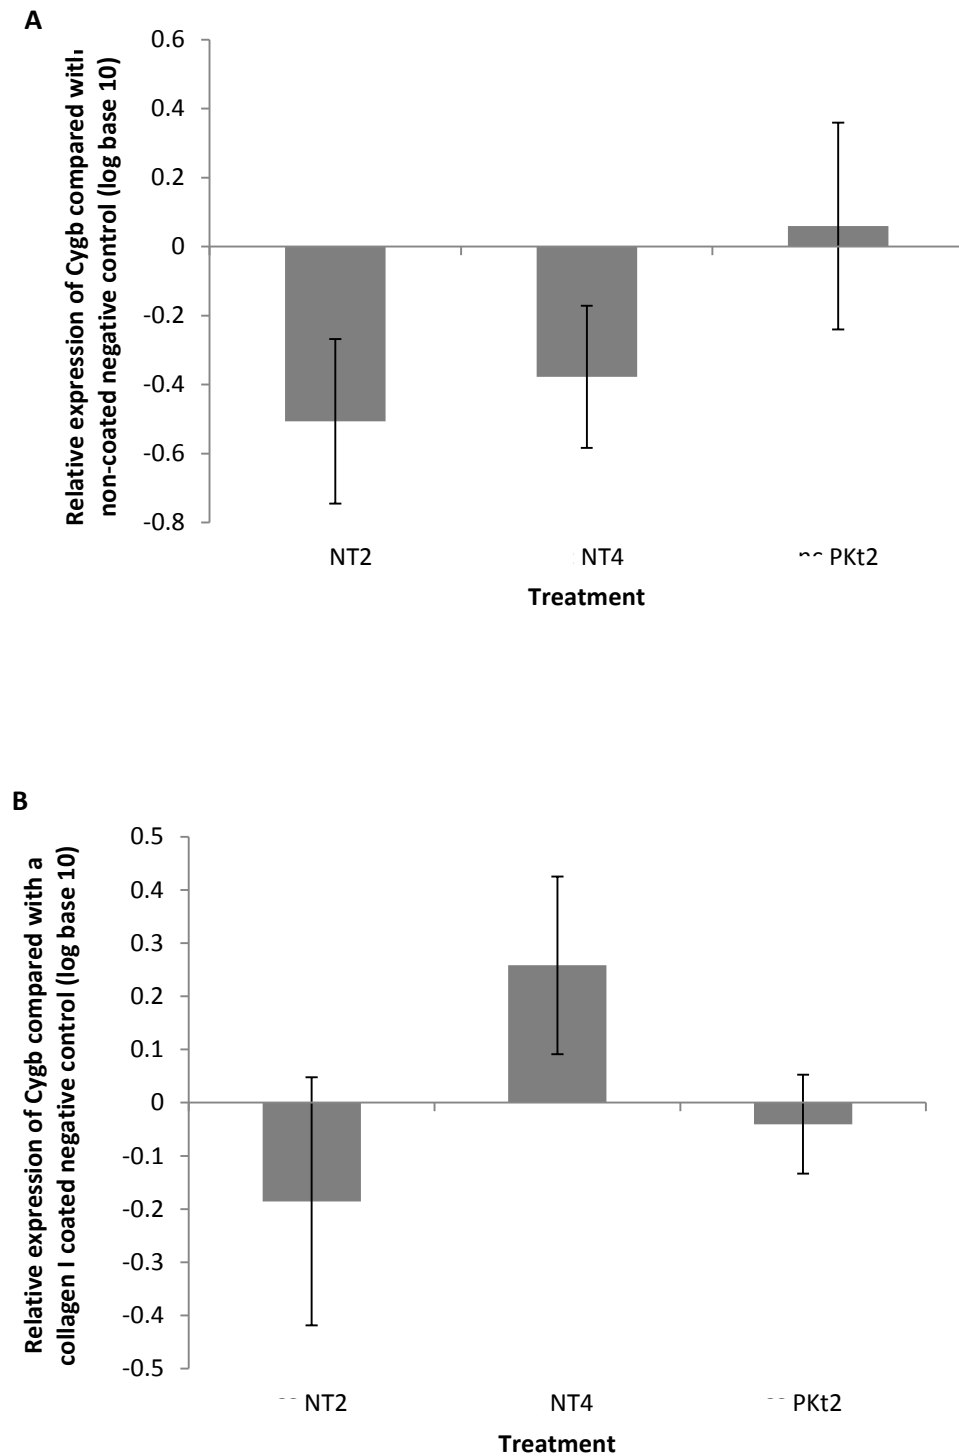 A
Relative expression of Cygb compared with
non-coated negative control (log base 10)
0.6
0.4
0.2
0
-0.2
-0.4
-0.6
-0.8
NT2
NT4
PKt2
Treatment
B
Relative expression of Cygb compared with a
collagen I coated negative control (log base 10)
0.5
0.4
0.3
0.2
0.1
0
-0.1
-0.2
-0.3
-0.4
-0.5
NT2
NT4
PKt2
Treatment